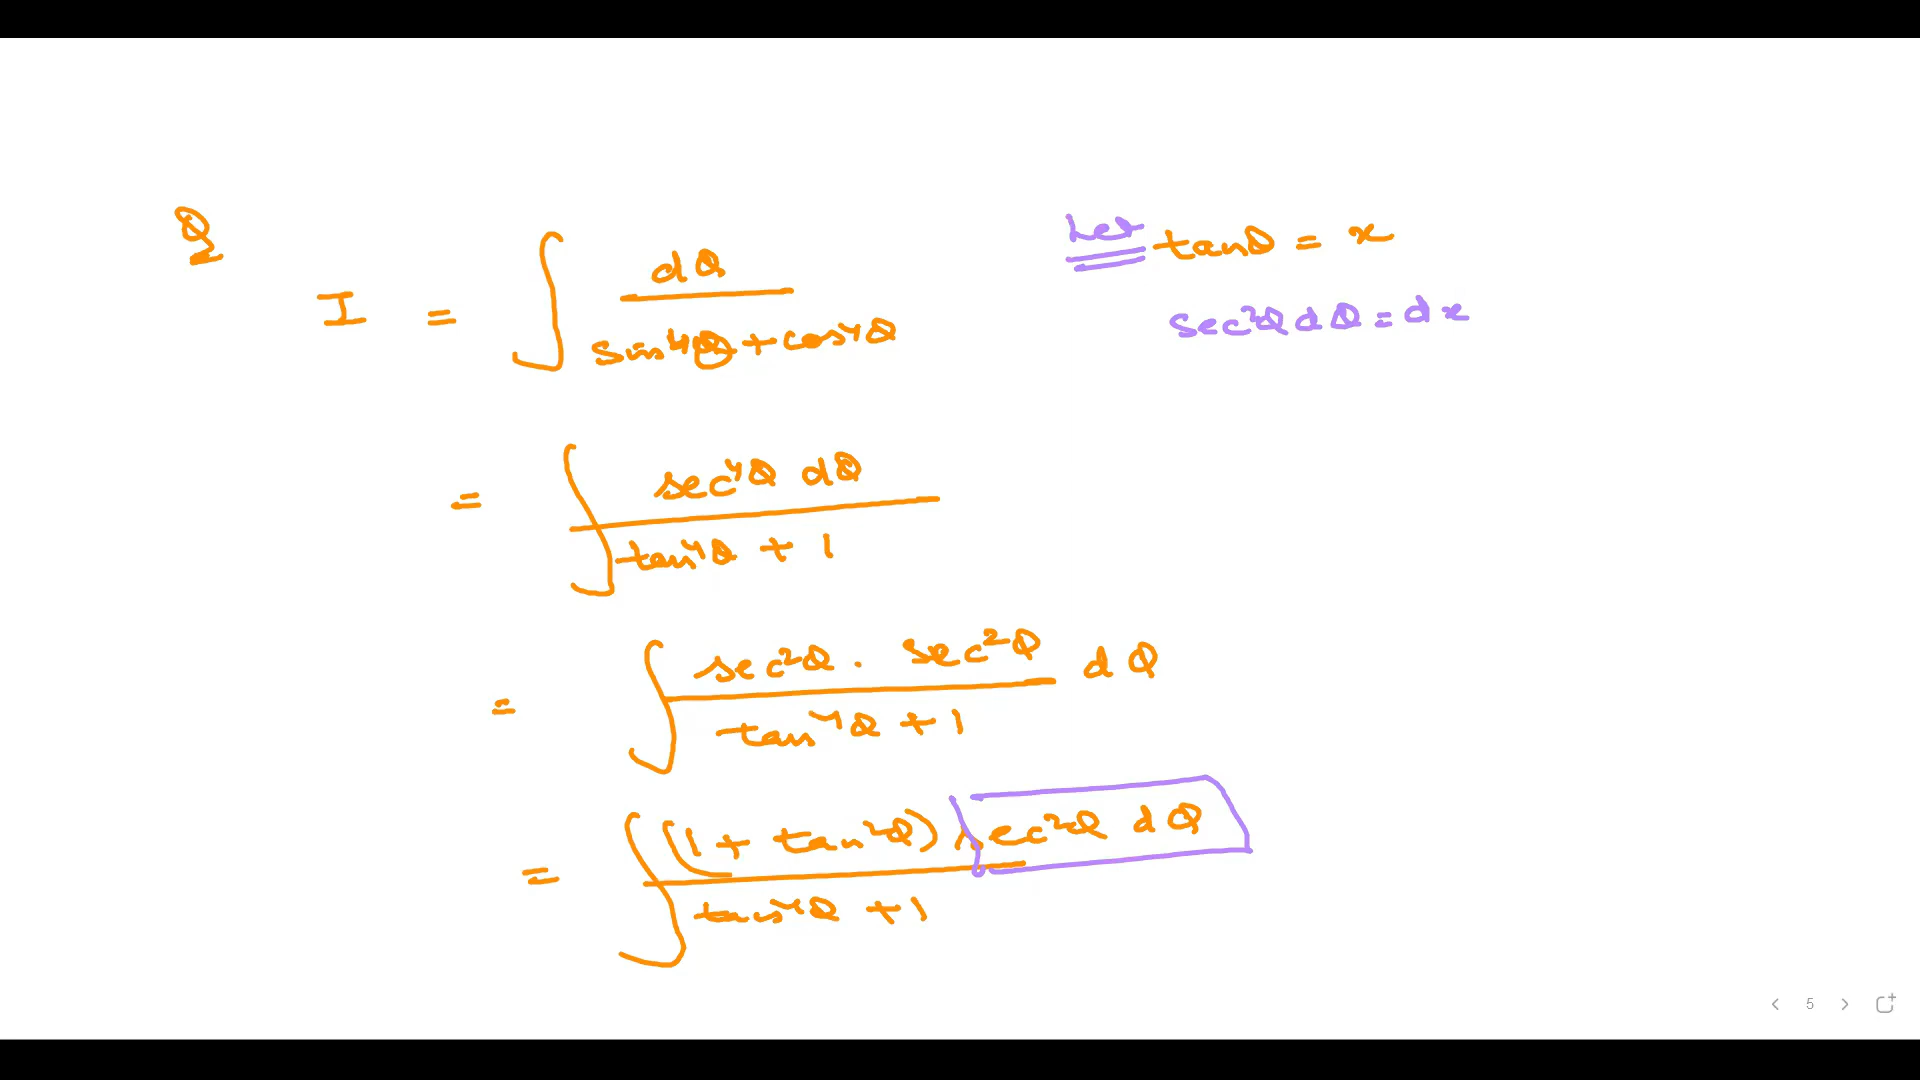 Q
I = ∫ dθ / (sin⁴θ + cos⁴θ)
Let tanθ = x
sec²θ dθ = dx
= ∫ sec⁴θ dθ / (tan⁴θ + 1)
= ∫ (sec²θ . sec²θ) / (tan⁴θ + 1) dθ
= ∫ (1 + tan²θ) sec²θ dθ / (tan⁴θ + 1)
< 5 >